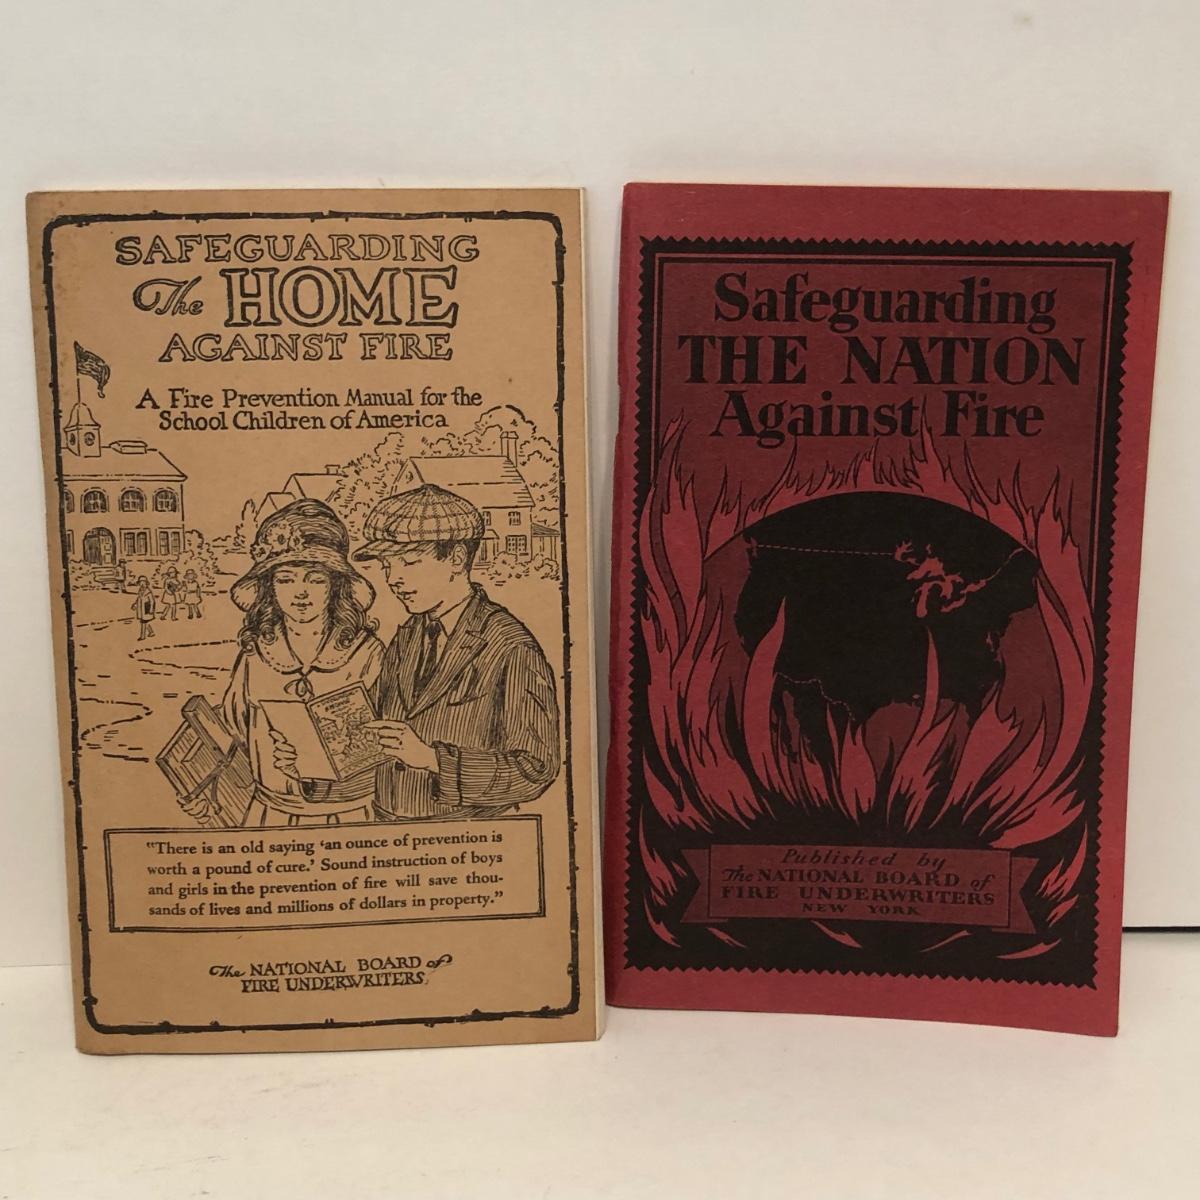 SAFEGUARDING
The HOME
AGAINST FIRE
A Fire Prevention Manual for the
School Children of America
"There is an old saying 'an ounce of prevention is
worth a pound of cure.' Sound instruction of boys
and girls in the prevention of fire will save thou-
sands of lives and millions of dollars in property."
The NATIONAL BOARD of
FIRE UNDERWRITERS
Safeguarding
THE NATION
Against Fire
Published by
The NATIONAL BOARD of
FIRE UNDERWRITERS
NEW YORK